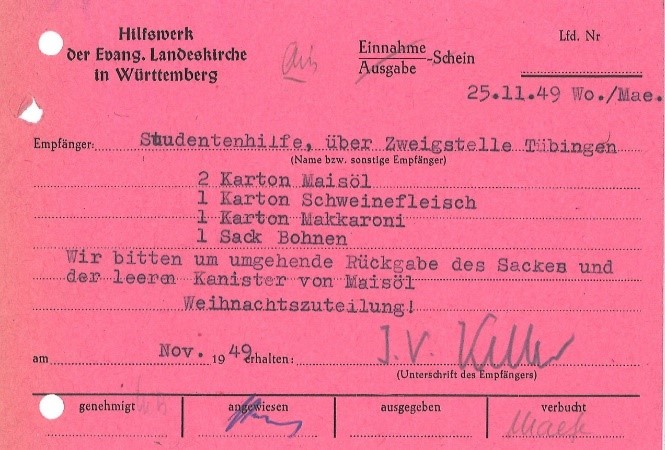 Hilfswerk
der Evang. Landeskirche
in Württemberg
Einnahme
Ausgabe -Schein
Lfd. Nr
25.11.49 Wo./Mae.
Empfänger: Studentenhilfe, über Zweigstelle Tübingen
(Name bzw. sonstige Empfänger)
2 Karton Maisöl
1 Karton Schweinefleisch
1 Karton Makkaroni
1 Sack Bohnen
Wir bitten um umgehende Rückgabe des Sackes und
der leeren Kanister von Maisöl
Weihnachtszuteilung!
am Nov. 1949 erhalten: J.V. Keller
(Unterschrift des Empfängers)
genehmigt angewiesen ausgegeben verbucht